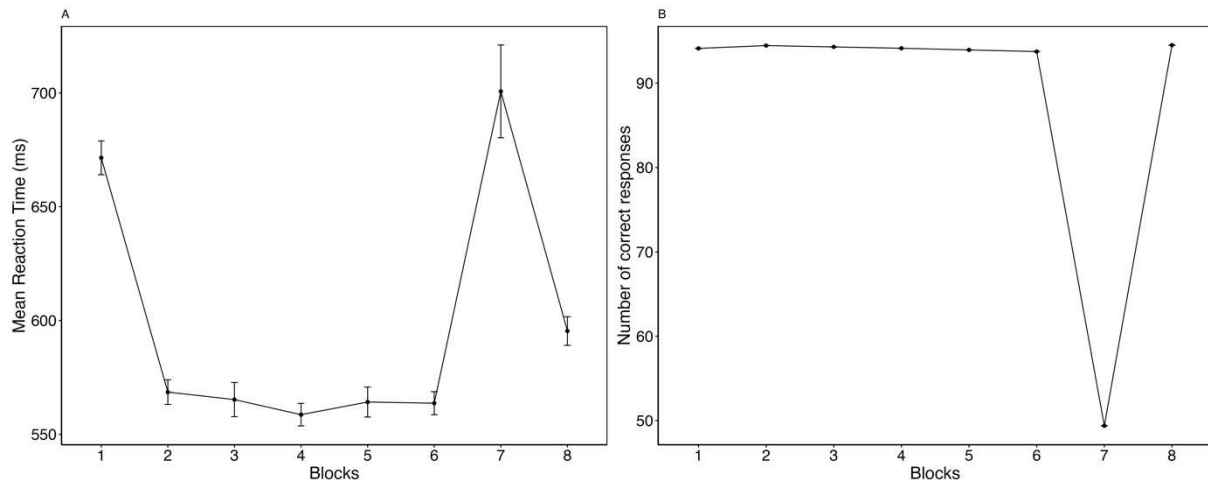 A
Mean Reaction Time (ms)
700
650
600
550
1 2 3 4 5 6 7 8
Blocks
B
Number of correct responses
90
80
70
60
50
1 2 3 4 5 6 7 8
Blocks